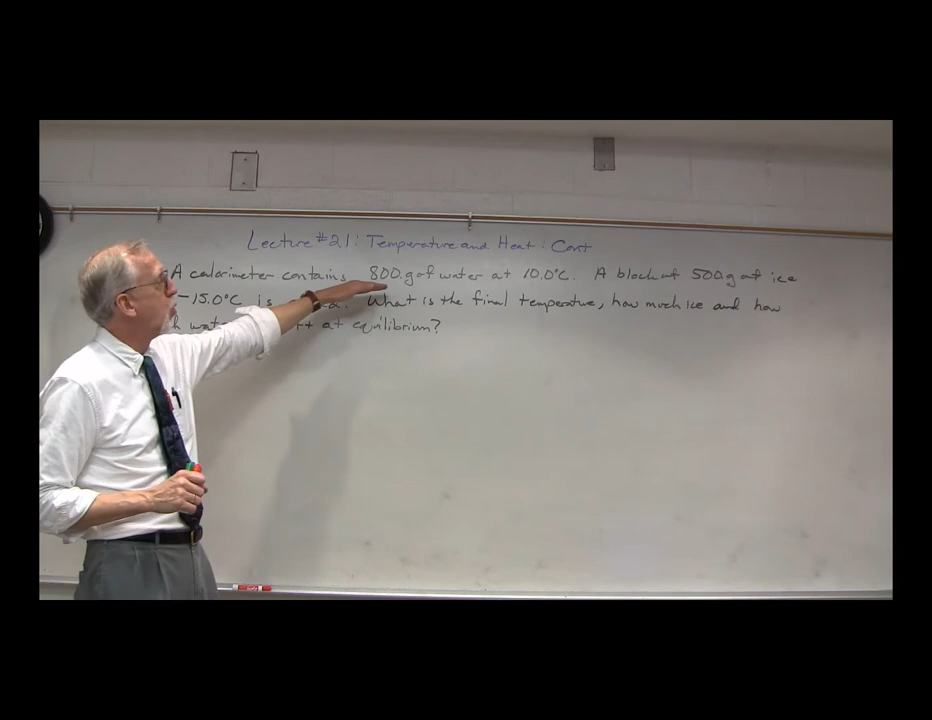 Lecture #21: Temperature and Heat: Cont
A calorimeter contains 800.g of water at 10.0°C. A block of 500.g of ice
-15.0°C is What is the final temperature, how much ice and how
at equilibrium?